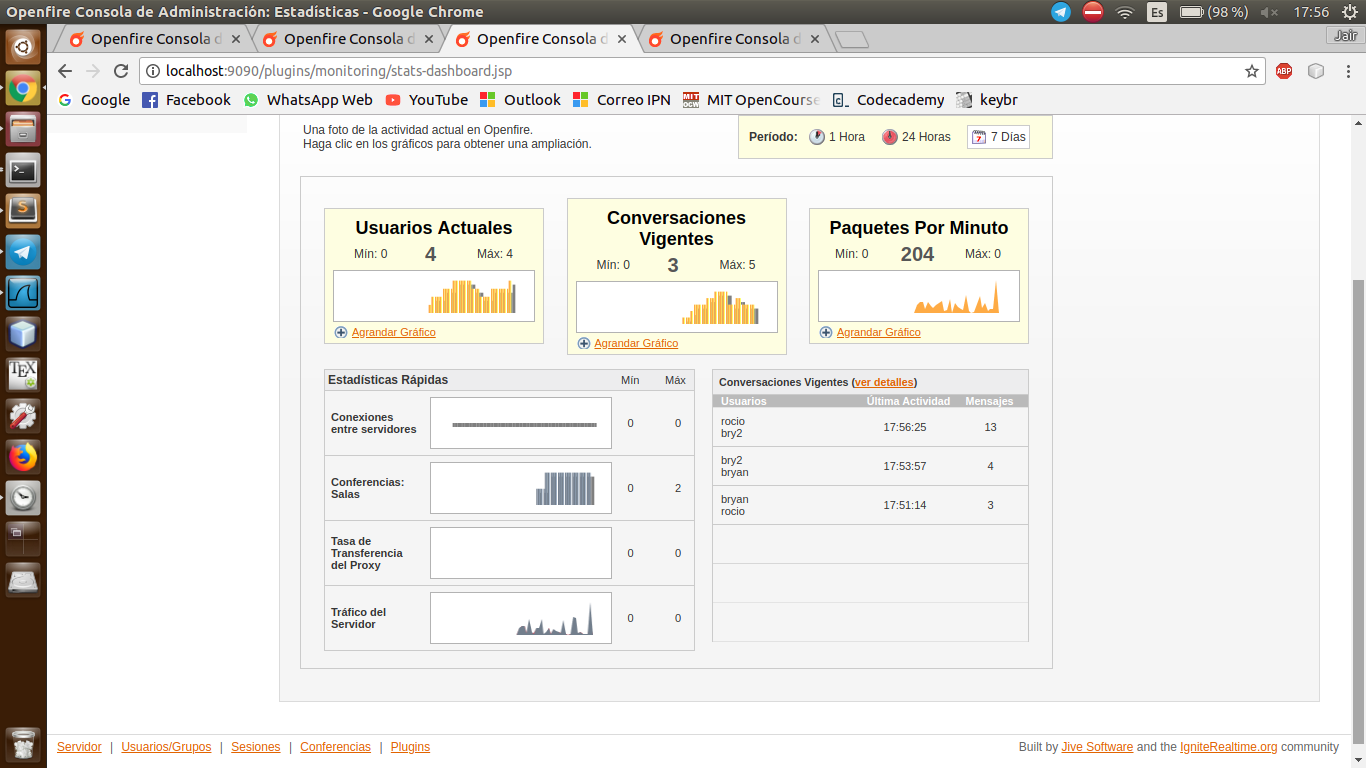 Openfire Consola de Administración: Estadísticas - Google Chrome
Es
(98 %)
17:56
Openfire Consola d
Openfire Consola d
Openfire Consola d
Openfire Consola d
Jair
localhost:9090/plugins/monitoring/stats-dashboard.jsp
ABP
Google
Facebook
WhatsApp Web
YouTube
Outlook
Correo IPN
MIT OpenCourse
Codecademy
keybr
Una foto de la actividad actual en Openfire.
Haga clic en los gráficos para obtener una ampliación.
Período:
1 Hora
24 Horas
7 Días
Usuarios Actuales
Mín: 0
4
Máx: 4
Agrandar Gráfico
Conversaciones
Vigentes
Mín: 0
3
Máx: 5
Agrandar Gráfico
Paquetes Por Minuto
Mín: 0
204
Máx: 0
Agrandar Gráfico
Estadísticas Rápidas
Mín
Máx
Conexiones
entre servidores
0
0
Conferencias:
Salas
0
2
Tasa de
Transferencia
del Proxy
0
0
Tráfico del
Servidor
0
0
Conversaciones Vigentes (ver detalles)
Usuarios
Última Actividad
Mensajes
rocio
bry2
17:56:25
13
bry2
bryan
17:53:57
4
bryan
rocio
17:51:14
3
Servidor | Usuarios/Grupos | Sesiones | Conferencias | Plugins
Built by Jive Software and the IgniteRealtime.org community